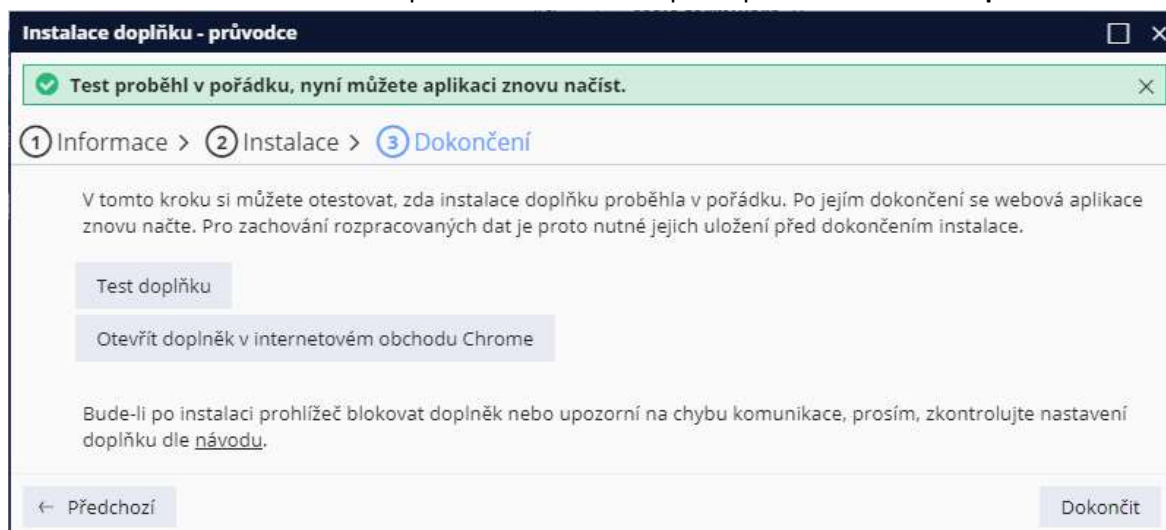 Instalace doplňku - průvodce
Test proběhl v pořádku, nyní můžete aplikaci znovu načíst.
1 Informace > 2 Instalace > 3 Dokončení
V tomto kroku si můžete otestovat, zda instalace doplňku proběhla v pořádku. Po jejím dokončení se webová aplikace
znovu načte. Pro zachování rozpracovaných dat je proto nutné jejich uložení před dokončením instalace.
Test doplňku
Otevřít doplněk v internetovém obchodu Chrome
Bude-li po instalaci prohlížeč blokovat doplněk nebo upozorní na chybu komunikace, prosím, zkontrolujte nastavení
doplňku dle návodu.
← Předchozí
Dokončit